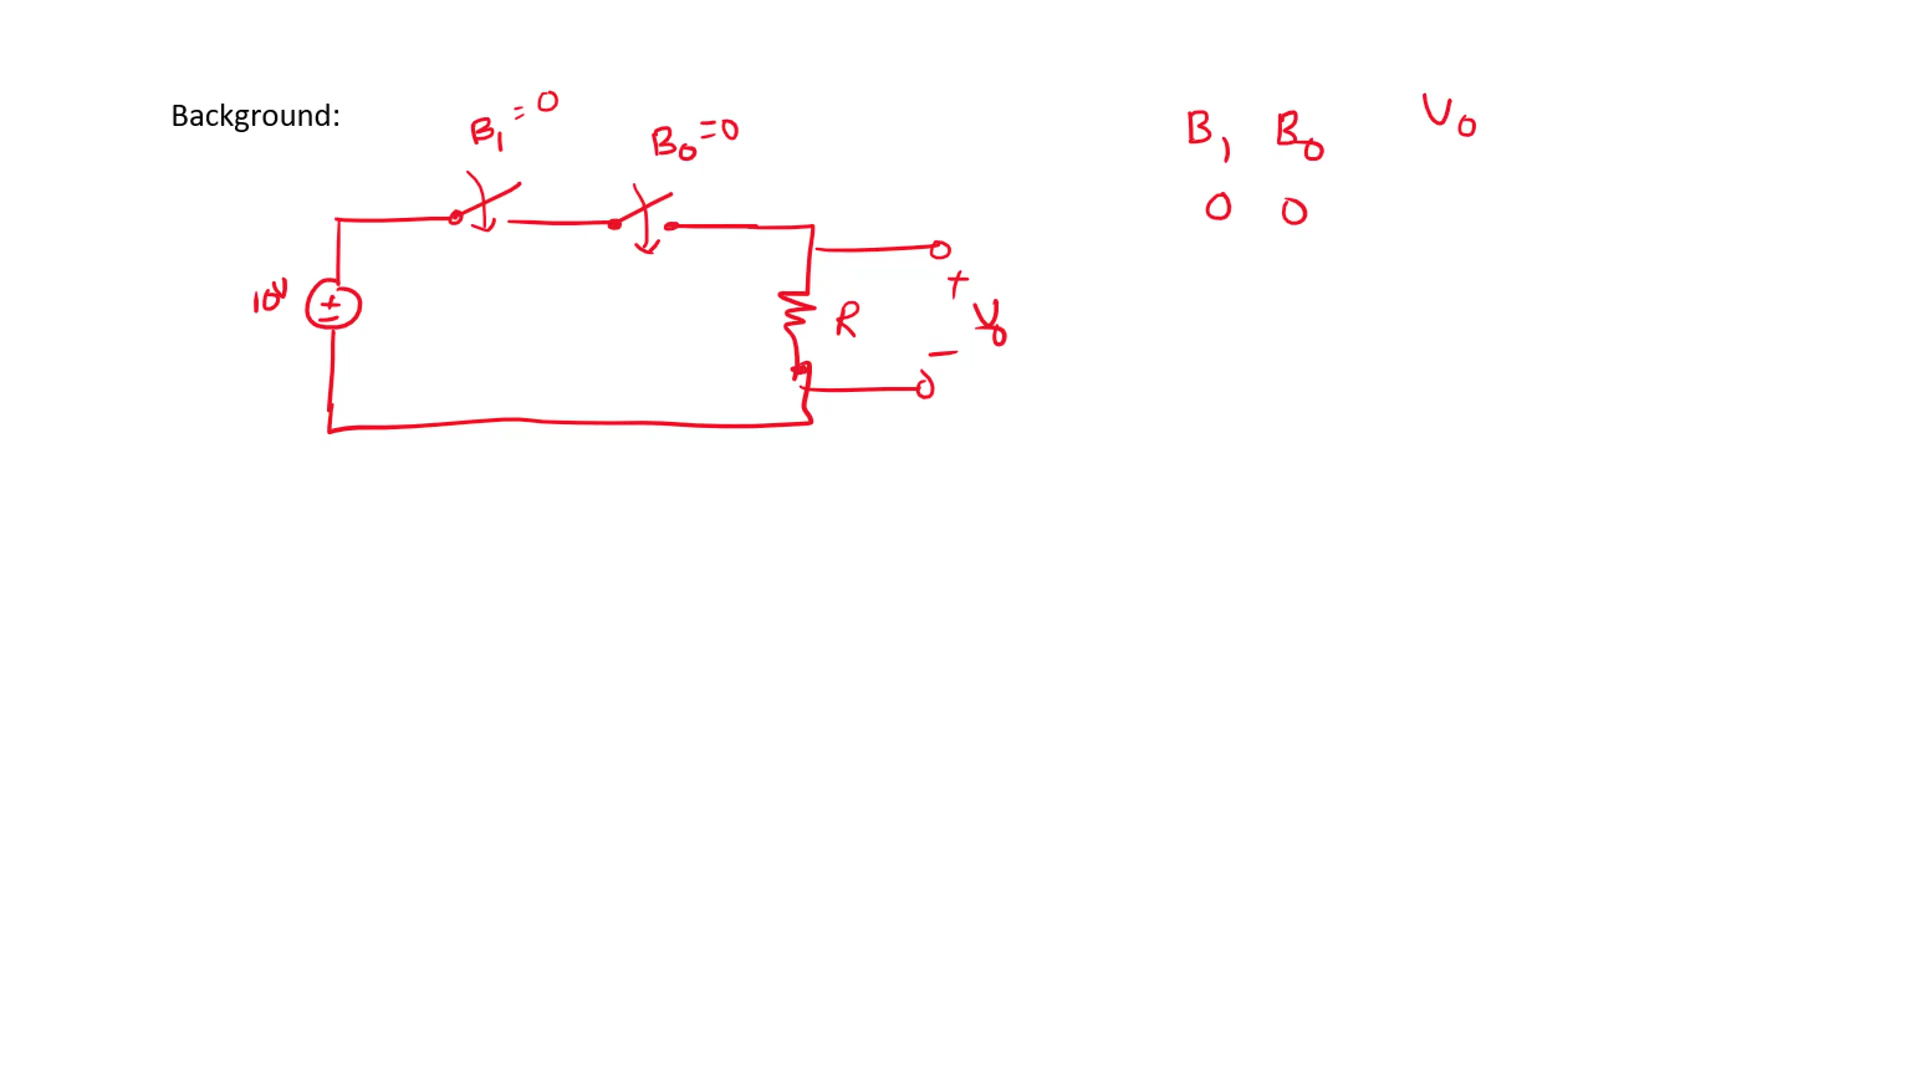 Background:
B₁ = 0
B₀ = 0
10V
+
−
R
+
V₀
−
B₁ B₀ V₀
0 0